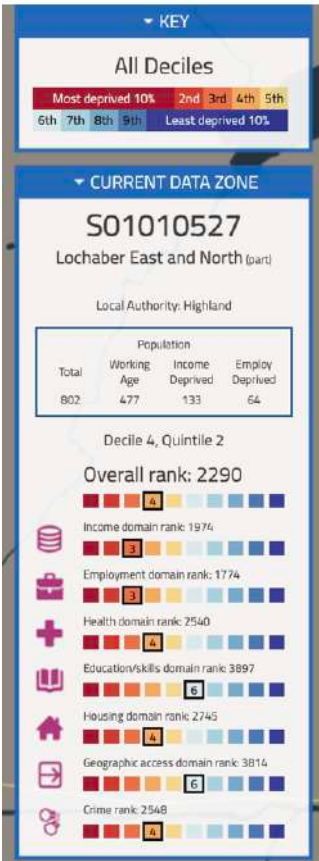 KEY
All Deciles
Most deprived 10% 2nd 3rd 4th 5th
6th 7th 8th 9th Least deprived 10%
CURRENT DATA ZONE
S01010527
Lochaber East and North (part)
Local Authority: Highland
Population
Total Working Age Income Deprived Employ Deprived
802 477 133 64
Decile 4, Quintile 2
Overall rank: 2290
4
Income domain rank: 1974
3
Employment domain rank: 1774
3
Health domain rank: 2540
4
Education/skills domain rank: 3897
6
Housing domain rank: 2745
4
Geographic access domain rank: 3814
6
Crime rank: 2548
4